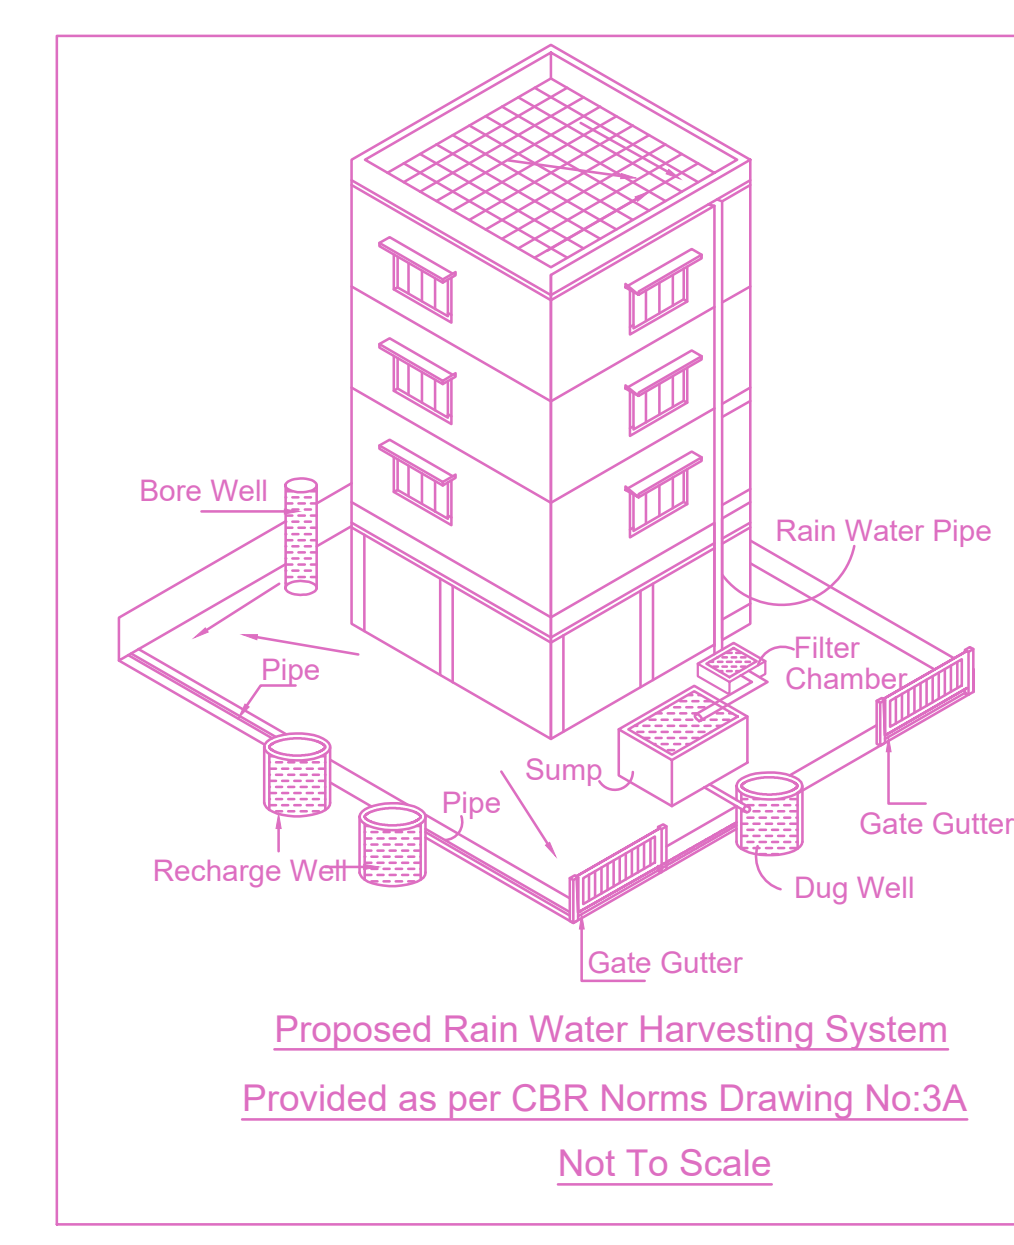 Bore Well
Rain Water Pipe
Filter
Chamber
Pipe
Sump
Pipe
Gate Gutter
Recharge Well
Dug Well
Gate Gutter
Proposed Rain Water Harvesting System
Provided as per CBR Norms Drawing No:3A
Not To Scale